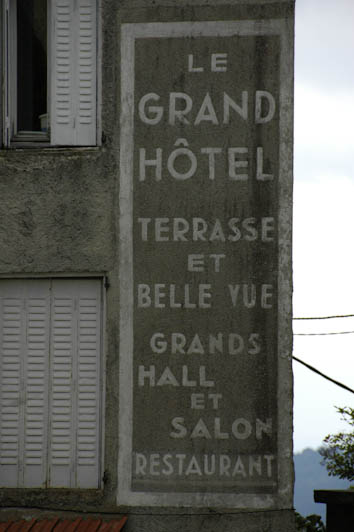 LE
GRAND
HÔTEL
TERRASSE
ET
BELLE VUE
GRANDS
HALL
ET
SALON
RESTAURANT